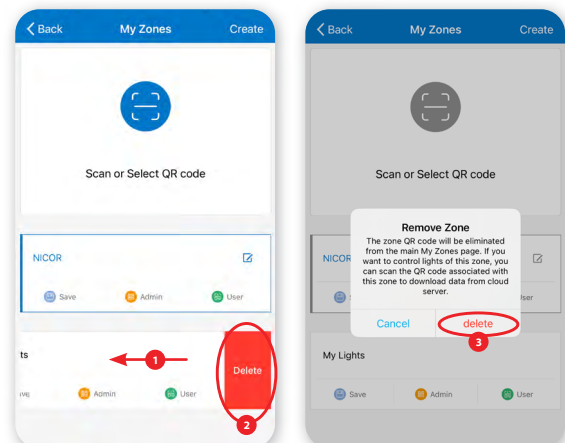 Back My Zones Create
Scan or Select QR code
NICOR
Save Admin User
ts
1
Delete
ave Admin User
2
Back My Zones Create
Scan or Select QR code
Remove Zone
The zone QR code will be eliminated
from the main My Zones page. If you
want to control lights of this zone, you
can scan the QR code associated with
this zone to download data from cloud
server.
NICOR
Cancel delete
3
My Lights
Save Admin User